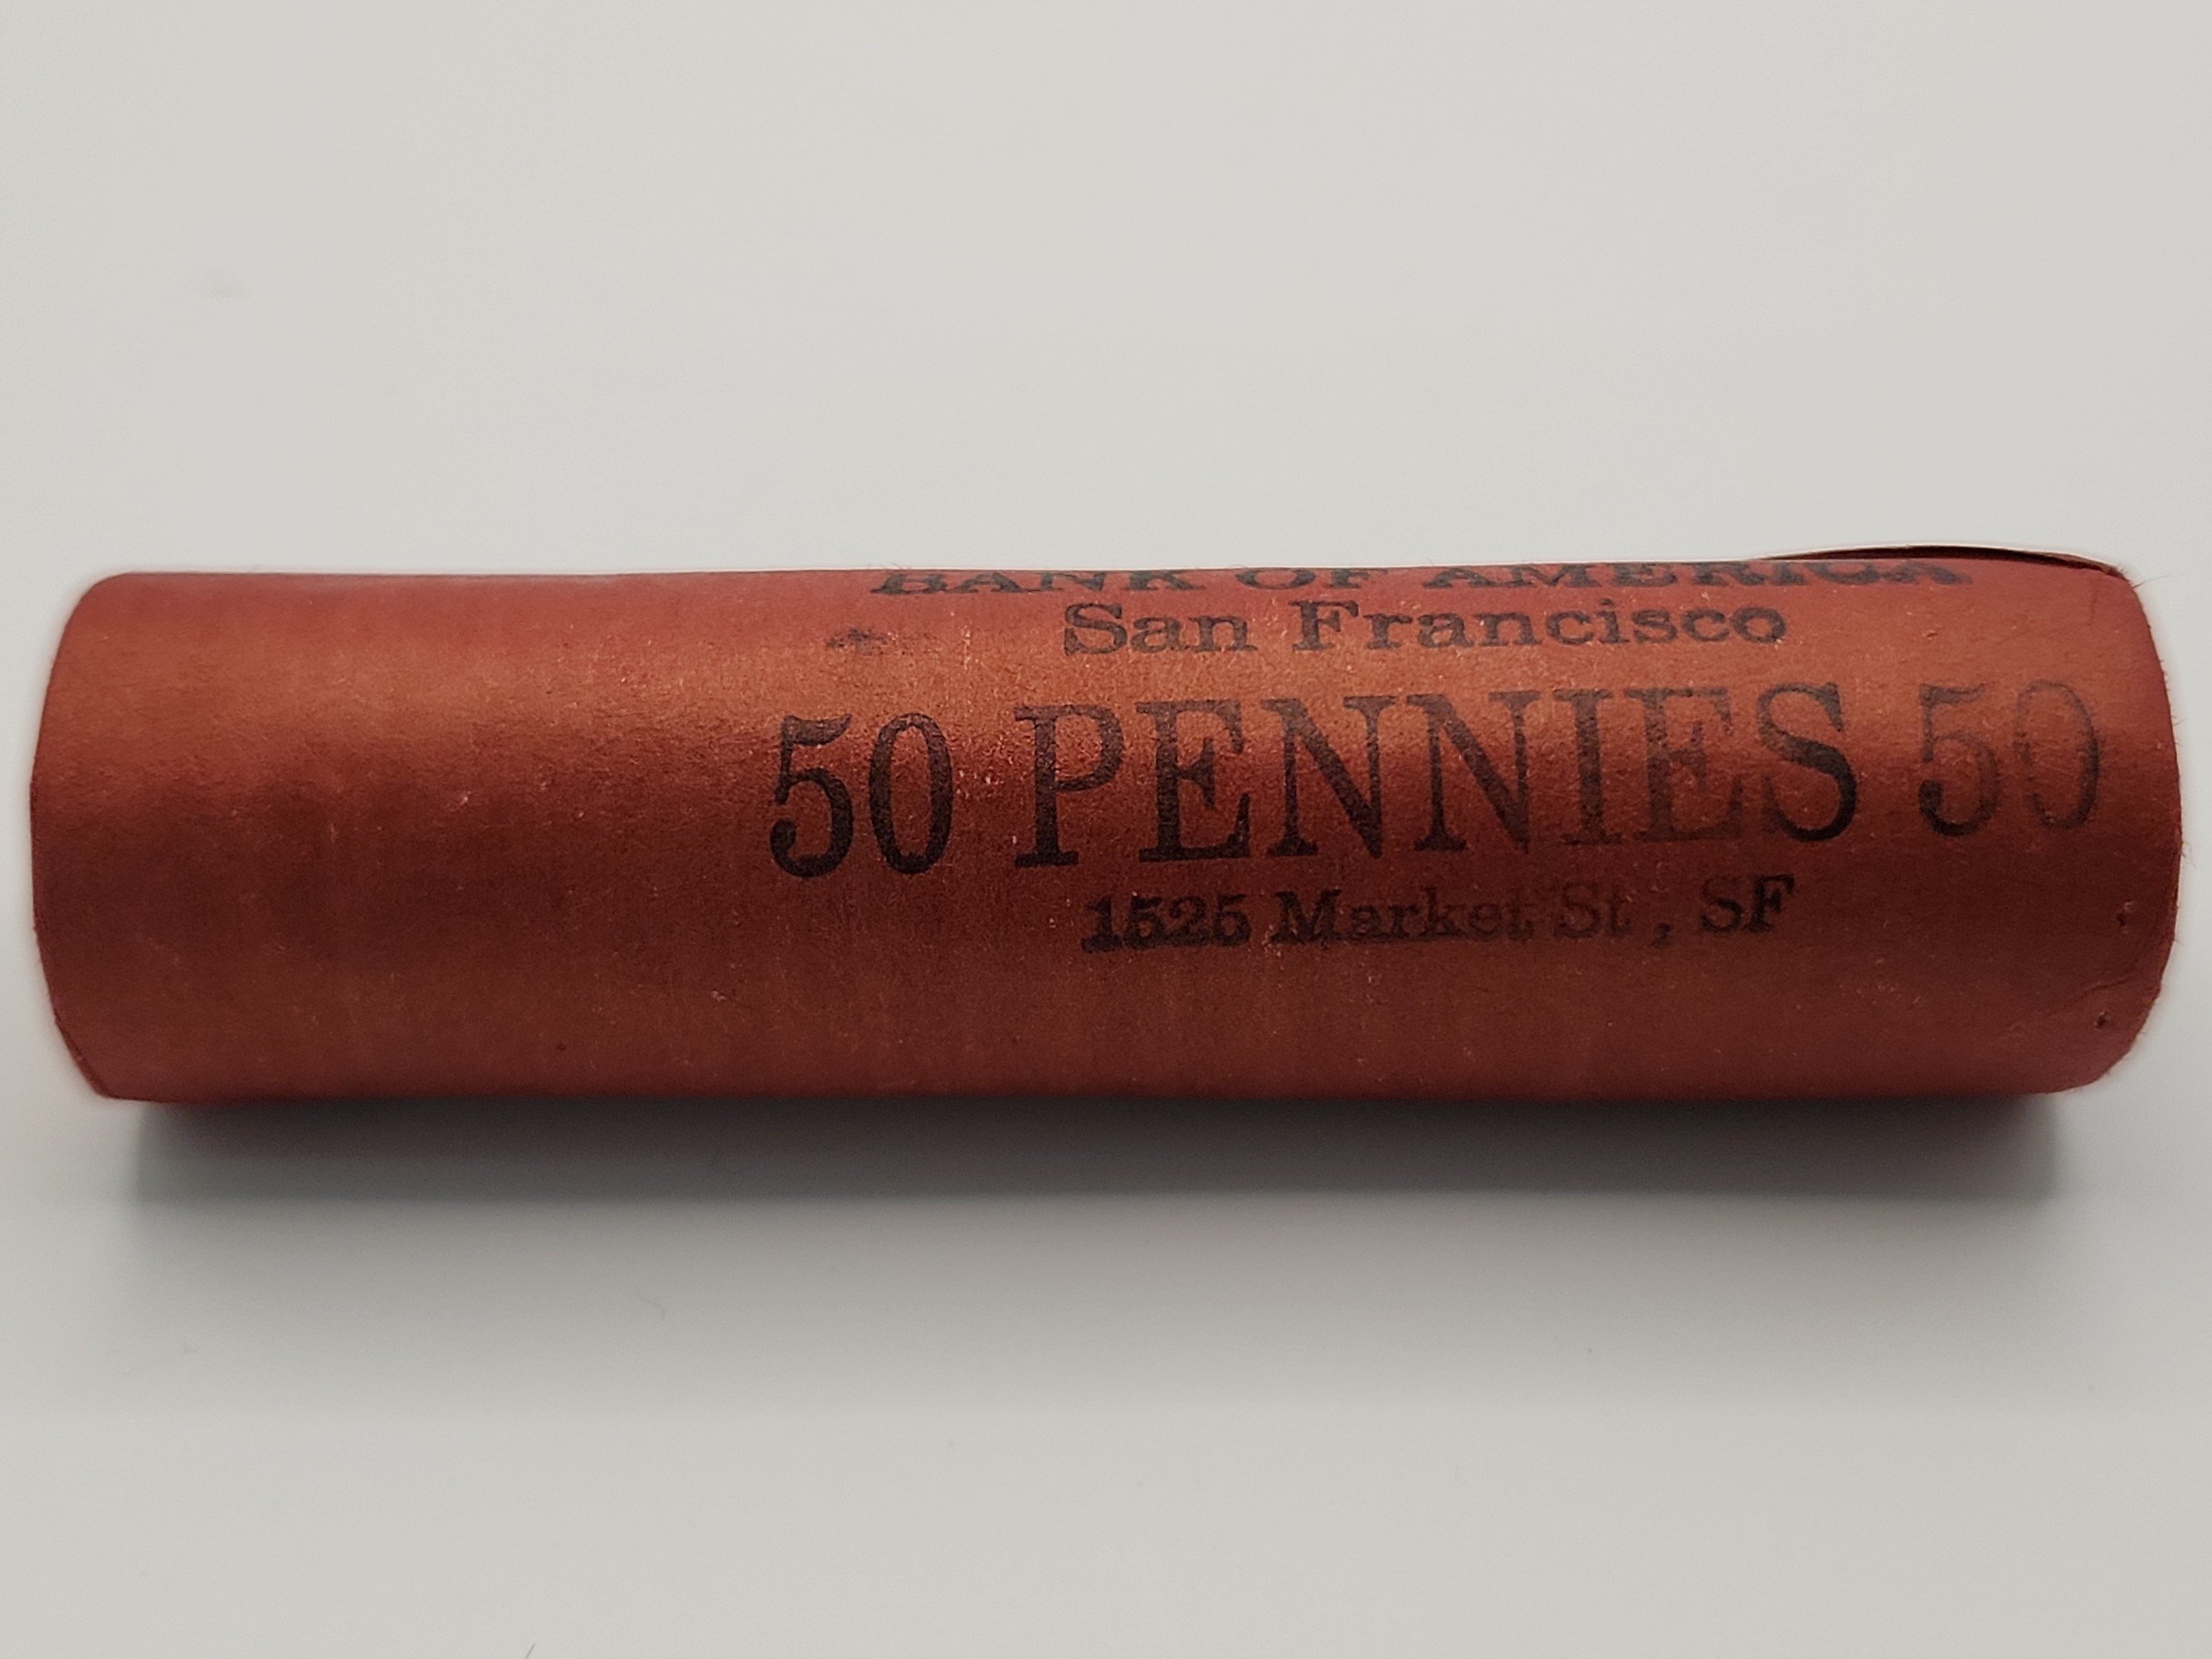 BANK OF AMERICA
San Francisco
50 PENNIES 50
1525 Market St, SF